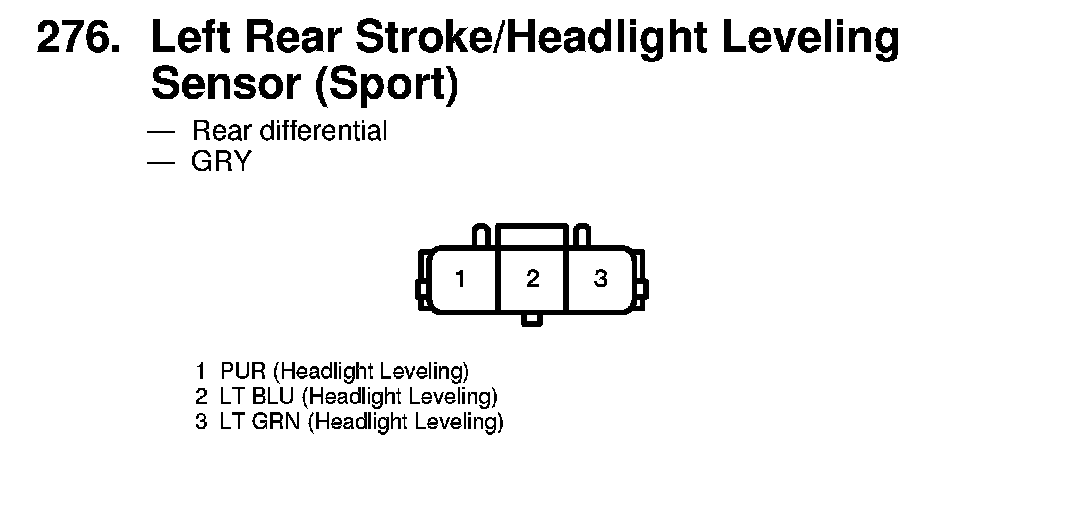 276. Left Rear Stroke/Headlight Leveling
Sensor (Sport)
— Rear differential
— GRY
1 2 3
1 PUR (Headlight Leveling)
2 LT BLU (Headlight Leveling)
3 LT GRN (Headlight Leveling)